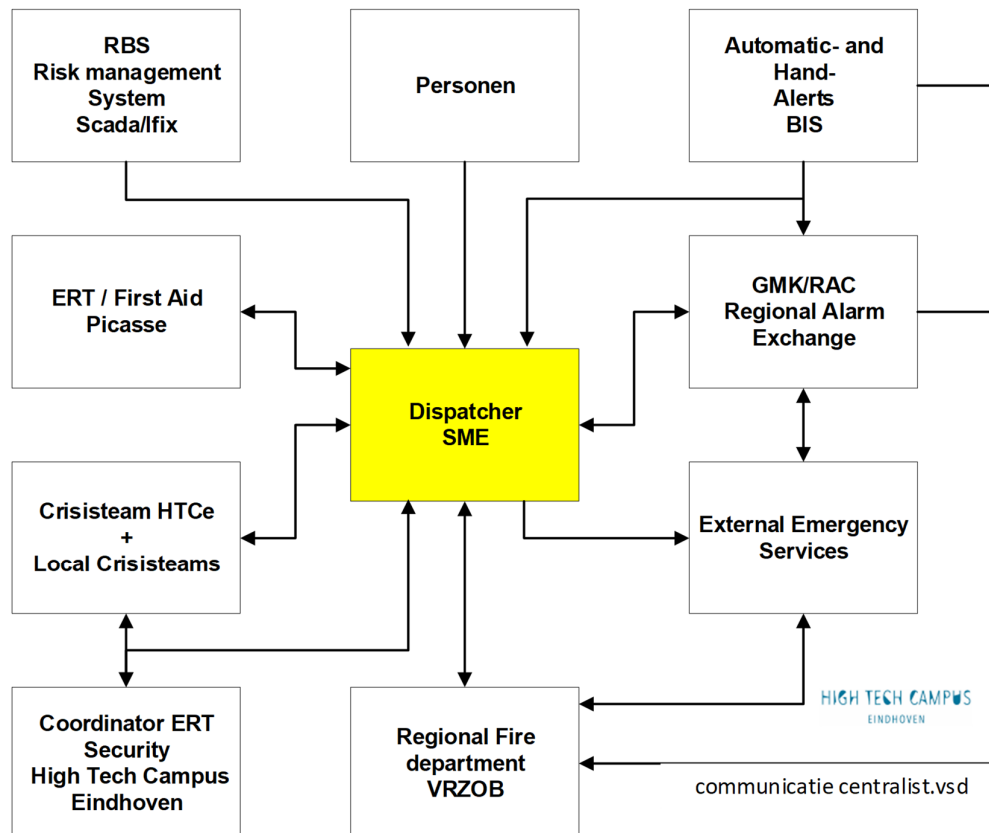 RBS
Risk management
System
Scada/Ifix
Personen
Automatic- and
Hand-
Alerts
BIS
ERT / First Aid
Picasse
GMK/RAC
Regional Alarm
Exchange
Dispatcher
SME
Crisisteam HTCe
+
Local Crisisteams
External Emergency
Services
Coordinator ERT
Security
High Tech Campus
Eindhoven
Regional Fire
department
VRZOB
HIGH TECH CAMPUS
EINDHOVEN
communicatie centralist.vsd